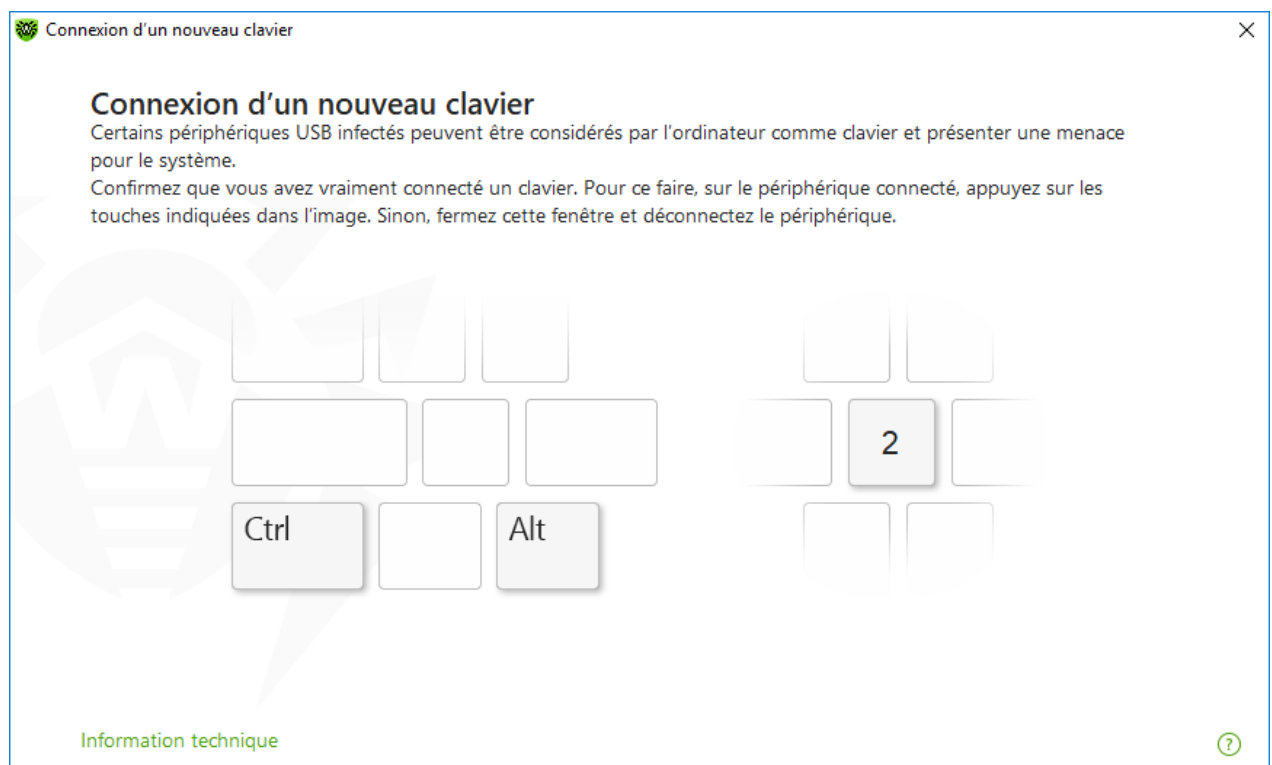 Connexion d’un nouveau clavier
Connexion d’un nouveau clavier
Certains périphériques USB infectés peuvent être considérés par l’ordinateur comme clavier et présenter une menace
pour le système.
Confirmez que vous avez vraiment connecté un clavier. Pour ce faire, sur le périphérique connecté, appuyez sur les
touches indiquées dans l’image. Sinon, fermez cette fenêtre et déconnectez le périphérique.
2
Ctrl
Alt
Information technique
?